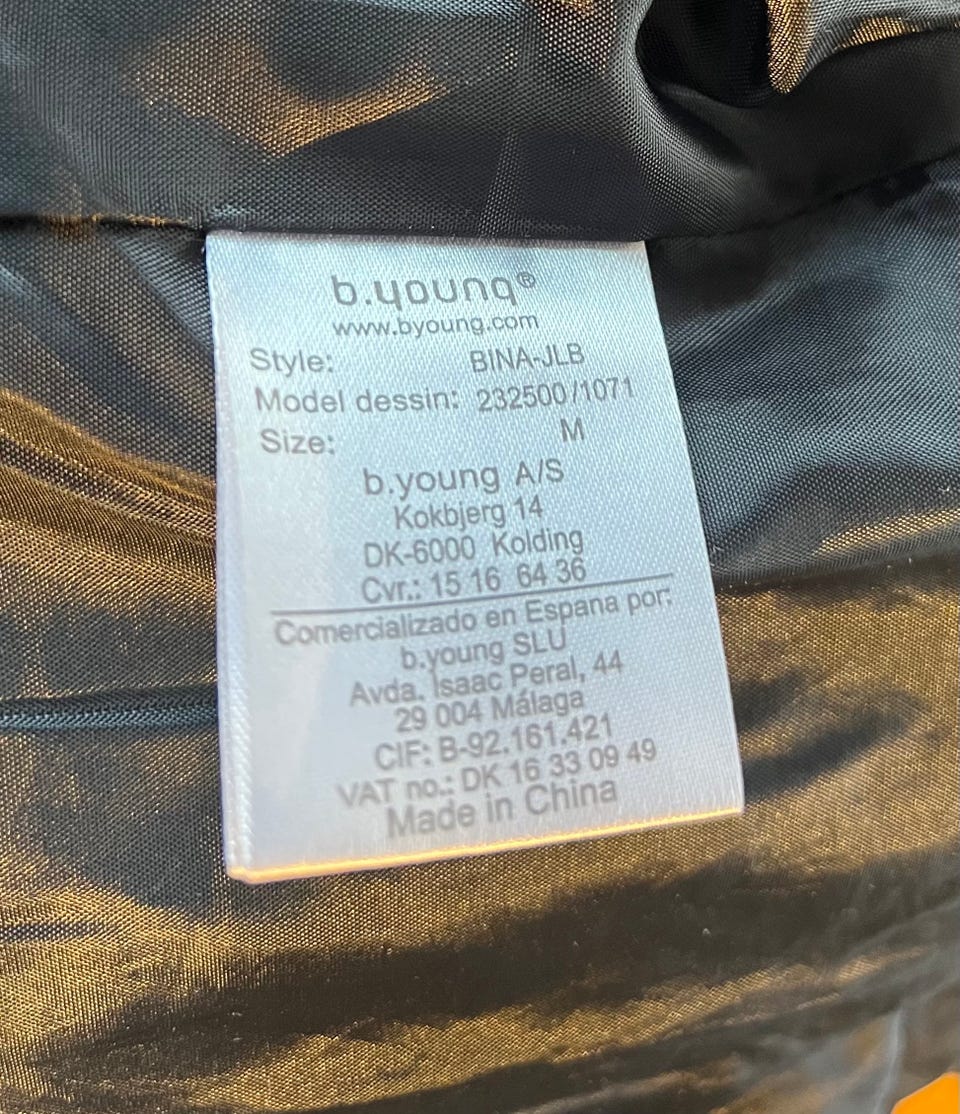 b.young®
www.byoung.com
Style: BINA-JLB
Model dessin: 232500/1071
Size: M
b.young A/S
Kokbjerg 14
DK-6000 Kolding
Cvr.: 15 16 64 36
Comercializado en Espana por:
b.young SLU
Avda. Isaac Peral, 44
29 004 Málaga
CIF: B-92.161.421
VAT no.: DK 16 33 09 49
Made in China